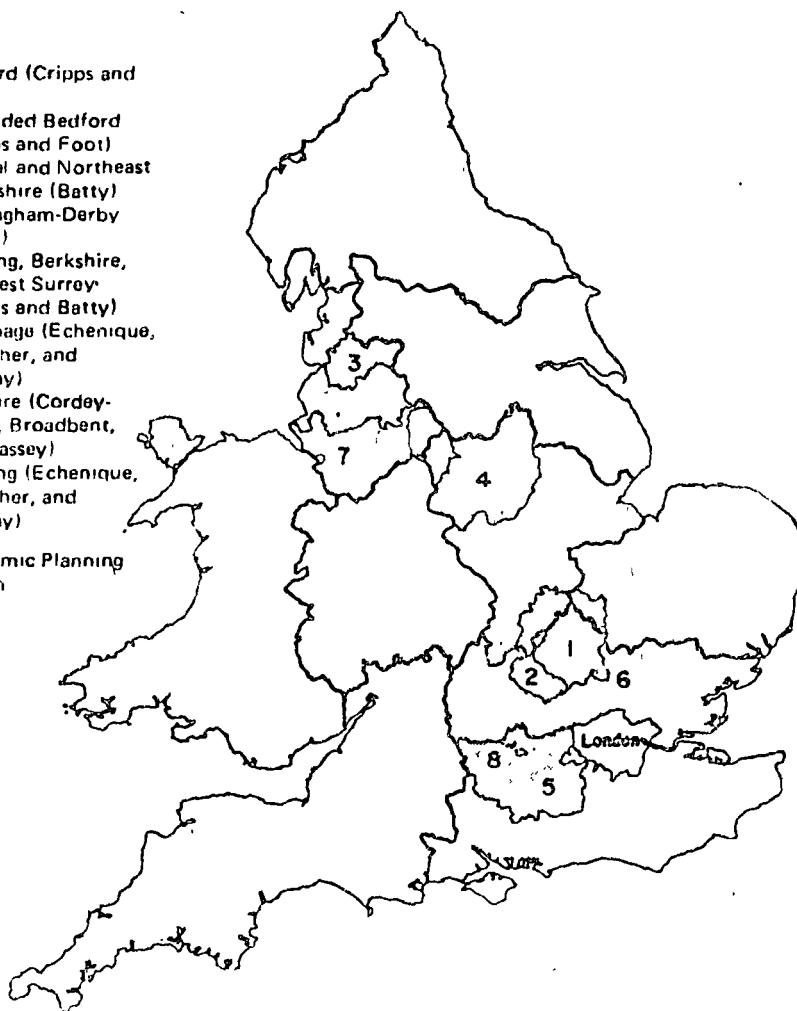 rd (Cripps and
ded Bedford
s and Foot)
al and Northeast
shire (Batty)
gham-Derby
)
ng, Berkshire,
est Surrey
s and Batty)
(Echenique,
her, and
y)
re (Cordey-
, Broadbent,
assey)
ng (Echenique,
her, and
y)
mic Planning
n
3
7
4
1
2
6
London
8
5